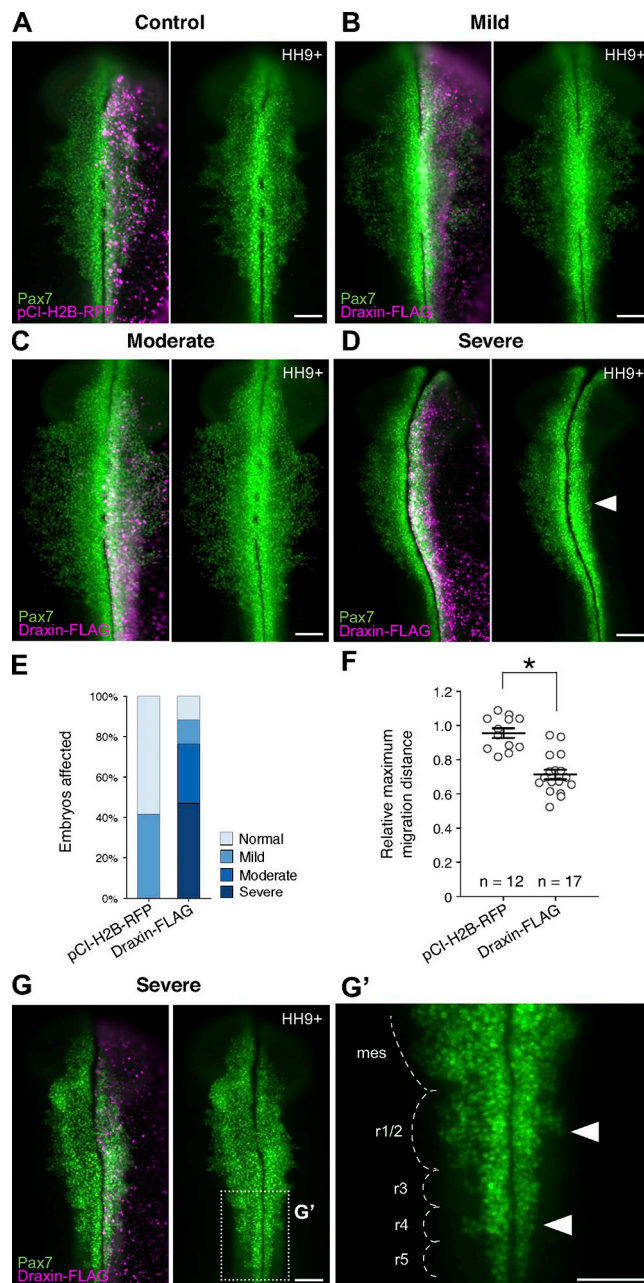 A
Control
HH9+
Pax7
pCI-H2B-RFP
B
Mild
HH9+
Pax7
Draxin-FLAG
C
Moderate
HH9+
Pax7
Draxin-FLAG
D
Severe
HH9+
Pax7
Draxin-FLAG
E
100%
80%
60%
40%
20%
0%
Embryos affected
Normal
Mild
Moderate
Severe
pCI-H2B-RFP
Draxin-FLAG
F
*
1.2
1.0
0.8
0.6
0.4
0.2
0
Relative maximum
migration distance
n = 12
n = 17
pCI-H2B-RFP
Draxin-FLAG
G
Severe
HH9+
G’
Pax7
Draxin-FLAG
G’
mes
r1/2
r3
r4
r5